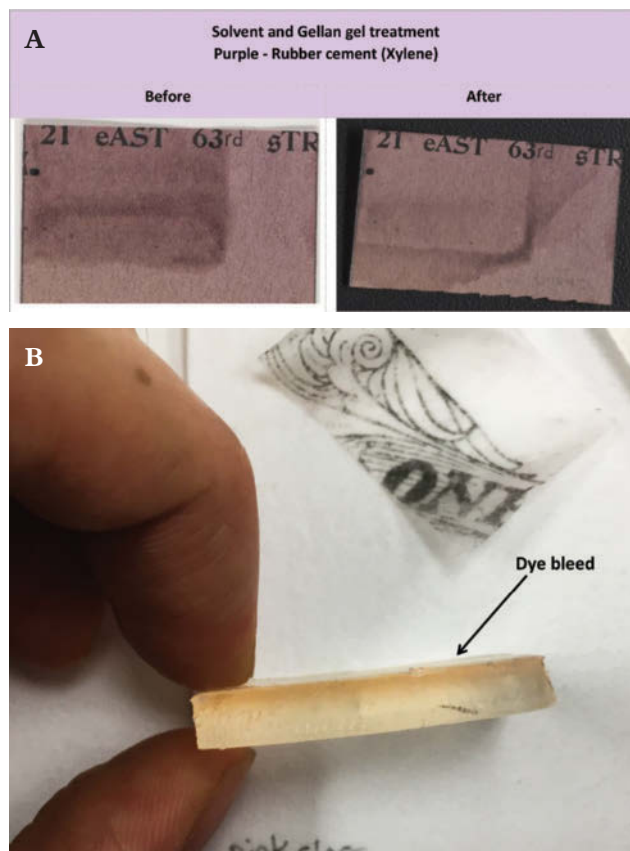 A
Solvent and Gellan gel treatment
Purple - Rubber cement (Xylene)
Before
After
21 eAST 63rd sTR
21 eAST 63rd sTR
B
ONE
Dye bleed